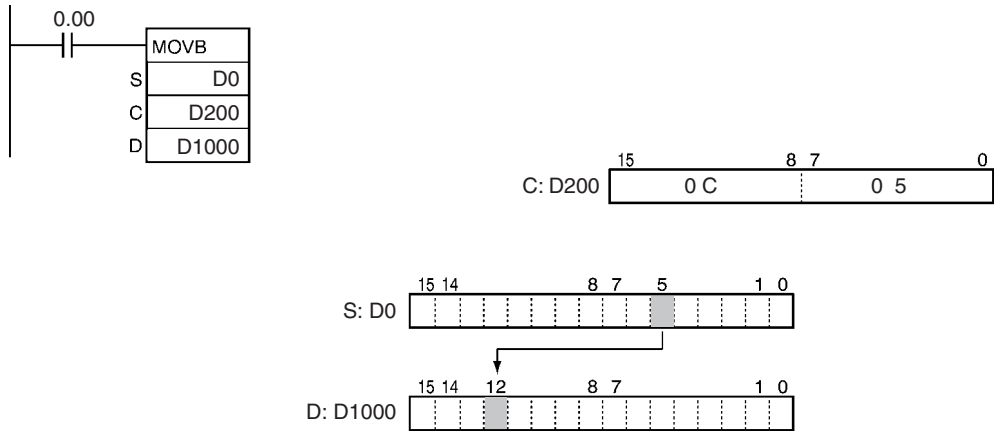 0.00
MOVB
S D0
C D200
D D1000
15 8 7 0
C: D200 0 C 0 5
15 14 8 7 5 1 0
S: D0
15 14 12 8 7 1 0
D: D1000